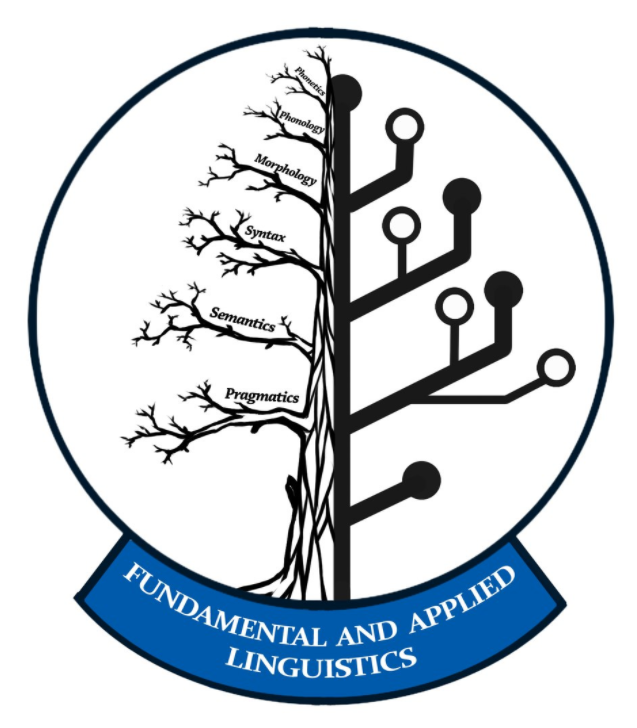 Phonetics
Phonology
Morphology
Syntax
Semantics
Pragmatics
FUNDAMENTAL AND APPLIED
LINGUISTICS